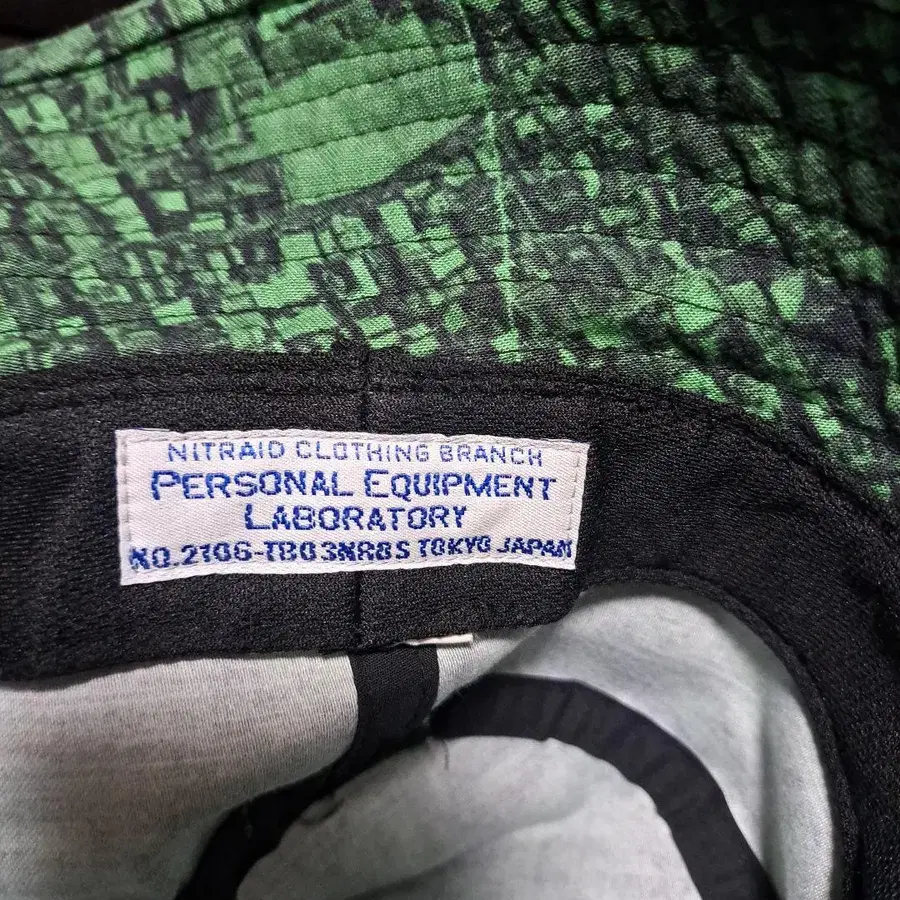 NITRAID CLOTHING BRANCH
PERSONAL EQUIPMENT
LABORATORY
NO.2106-TB03NR8S TOKYO JAPAN